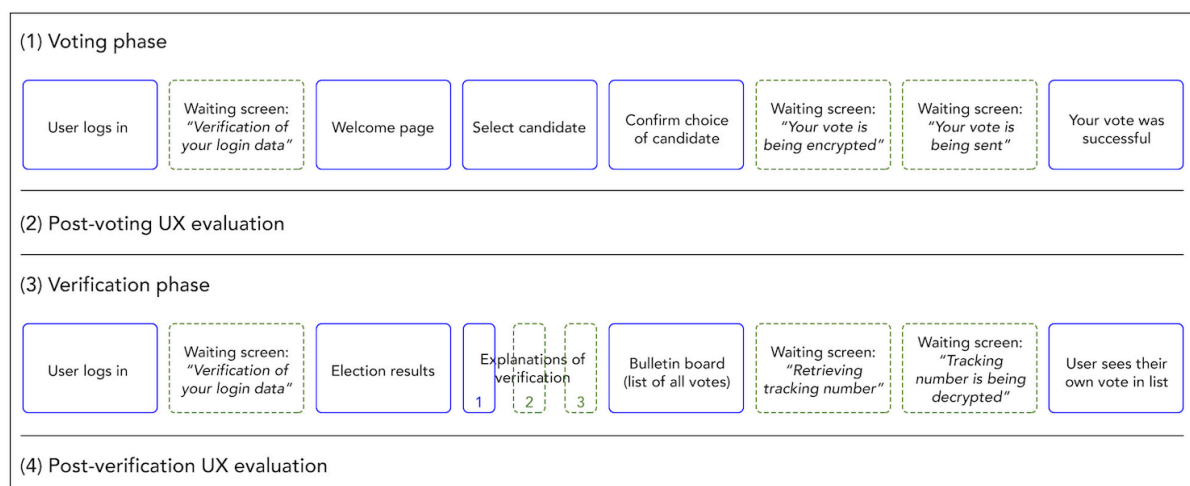 (1) Voting phase
User logs in
Waiting screen:
“Verification of
your login data”
Welcome page
Select candidate
Confirm choice
of candidate
Waiting screen:
“Your vote is
being encrypted”
Waiting screen:
“Your vote is
being sent”
Your vote was
successful
(2) Post-voting UX evaluation
(3) Verification phase
User logs in
Waiting screen:
“Verification of
your login data”
Election results
Explanations of
verification
1
2
3
Bulletin board
(list of all votes)
Waiting screen:
“Retrieving
tracking number”
Waiting screen:
“Tracking
number is being
decrypted”
User sees their
own vote in list
(4) Post-verification UX evaluation